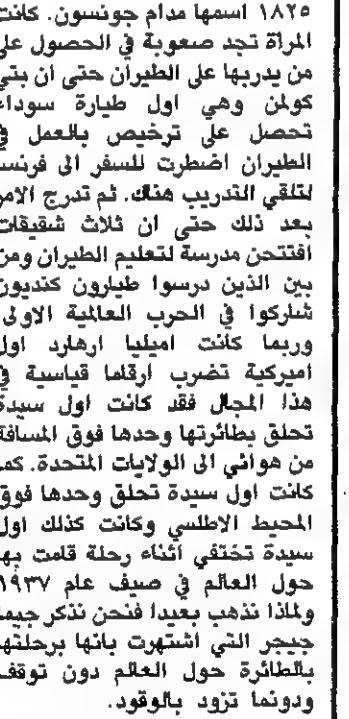 ١٨٢٥ اسمها مدام جونسون. كانت
المرأة تجد صعوبة في الحصول على
من يدربها على الطيران حتى ان بتي
كولمن وهي اول طيارة سوداء
تحصل على ترخيص بالعمل في
الطيران اضطرت للسفر الى فرنسا
لتلقي التدريب هناك. ثم تدرج الامر
بعد ذلك حتى ان ثلاث شقيقات
افتتحن مدرسة لتعليم الطيران ومن
بين الذين درسوا طيارون كنديون
شاركوا في الحرب العالمية الاولى.
وربما كانت اميليا ارهارد اول
اميركية تضرب ارقاما قياسية في
هذا المجال فقد كانت اول سيدة
تحلق بطائرتها وحدها فوق المسافة
من هوائي الى الولايات المتحدة. كما
كانت اول سيدة تحلق وحدها فوق
المحيط الاطلسي وكانت كذلك اول
سيدة تختفي اثناء رحلة قامت بها
حول العالم في صيف عام ١٩٣٧
ولماذا نذهب بعيدا فنحن نذكر جيما
جيجر التي اشتهرت بانها برحلتها
بالطائرة حول العالم دون توقف
ودونما تزود بالوقود.